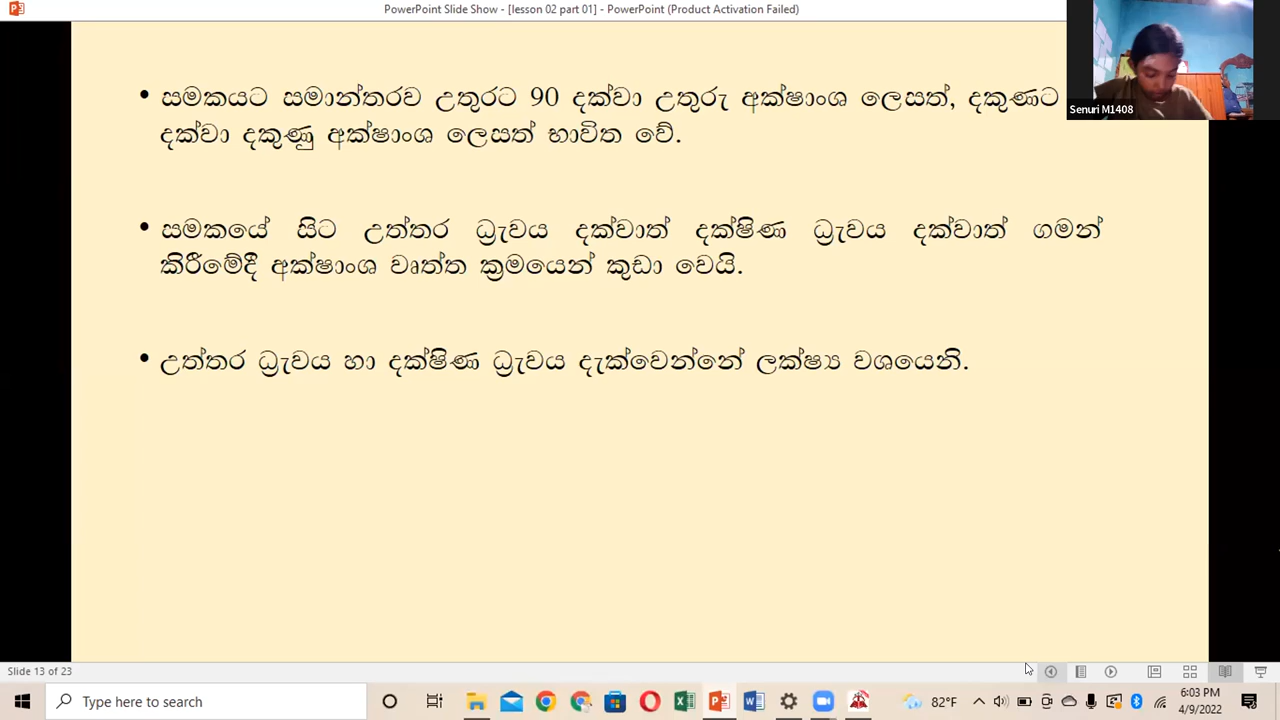 PowerPoint Slide Show - [lesson 02 part 01] - PowerPoint (Product Activation Failed)
Senuri M1408
• සමකයට සමාන්තරව උතුරට 90 දක්වා උතුරු අක්ෂාංශ ලෙසත්, දකුණට
දක්වා දකුණු අක්ෂාංශ ලෙසත් භාවිත වේ.
• සමකයේ සිට උත්තර ධ්‍රැවය දක්වාත් දක්ෂිණ ධ්‍රැවය දක්වාත් ගමන්
කිරීමේදී අක්ෂාංශ වෘත්ත ක්‍රමයෙන් කුඩා වෙයි.
• උත්තර ධ්‍රැවය හා දක්ෂිණ ධ්‍රැවය දැක්වෙන්නේ ලක්ෂ්‍ය වශයෙනි.
Slide 13 of 23
Type here to search
82°F
6:03 PM
4/9/2022